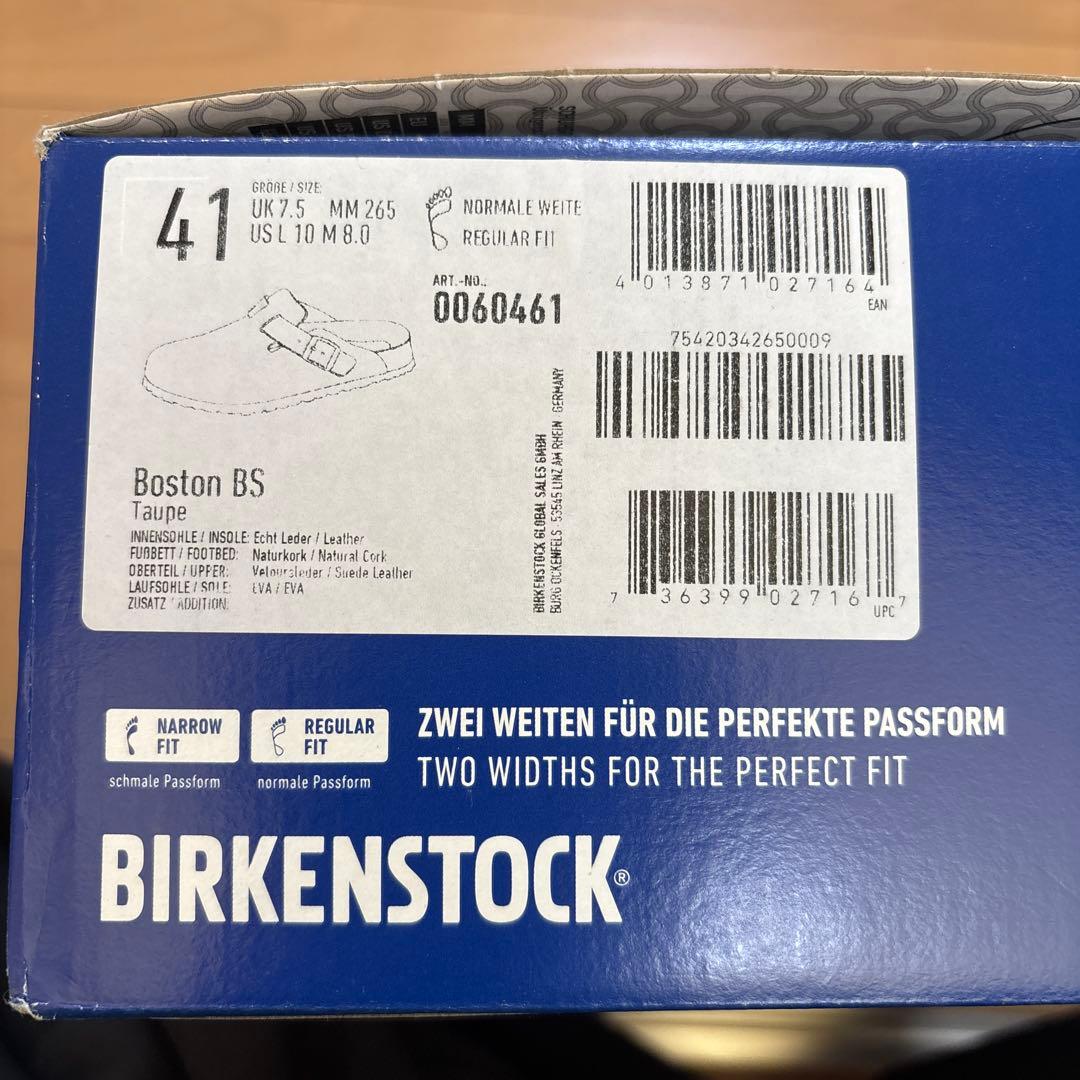 41
GRÖBE / SIZE:
UK 7.5 MM 265
US L 10 M 8.0
NORMALE WEITE
REGULAR FIT
ART.-NO.:
0060461
4 013871 027164
EAN
75420342650009
Boston BS
Taupe
INNENSOHLE / INSOLE: Echt Leder / Leather
FUßBETT / FOOTBED: Naturkork / Natural Cork
OBERTEIL / UPPER: Veloursleder / Suede Leather
LAUFSOHLE / SOLE: EVA / EVA
ZUSATZ / ADDITION:
BIRKENSTOCK GLOBAL SALES GMBH
BURG OCKENFELS · 53545 LINZ AM RHEIN · GERMANY
7 36399 02716 7
UPC
NARROW FIT
schmale Passform
REGULAR FIT
normale Passform
ZWEI WEITEN FÜR DIE PERFEKTE PASSFORM
TWO WIDTHS FOR THE PERFECT FIT
BIRKENSTOCK®